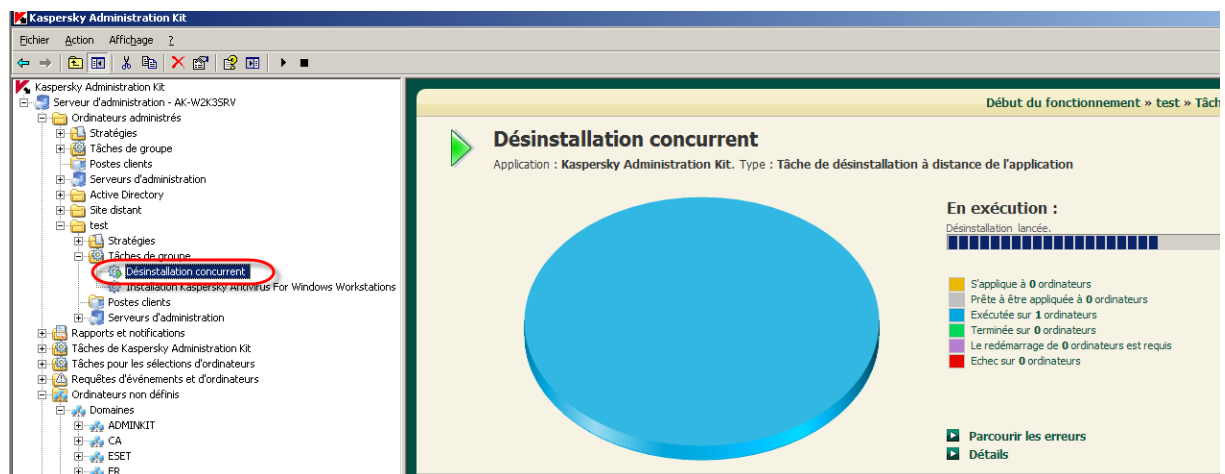 Kaspersky Administration Kit
Fichier Action Affichage ?
Kaspersky Administration Kit
Serveur d'administration - AK-W2K3SRV
Ordinateurs administrés
Stratégies
Tâches de groupe
Postes clients
Serveurs d'administration
Active Directory
Site distant
test
Stratégies
Tâches de groupe
Désinstallation concurrent
Installation Kaspersky Antivirus For Windows Workstations
Postes clients
Serveurs d'administration
Rapports et notifications
Tâches de Kaspersky Administration Kit
Tâches pour les sélections d'ordinateurs
Requêtes d'événements et d'ordinateurs
Ordinateurs non définis
Domaines
ADMINKIT
CA
ESET
FR
Début du fonctionnement » test » Tâch
Désinstallation concurrent
Application : Kaspersky Administration Kit. Type : Tâche de désinstallation à distance de l'application
En exécution :
Désinstallation lancée.
S'applique à 0 ordinateurs
Prête à être appliquée à 0 ordinateurs
Exécutée sur 1 ordinateurs
Terminée sur 0 ordinateurs
Le redémarrage de 0 ordinateurs est requis
Echec sur 0 ordinateurs
Parcourir les erreurs
Détails